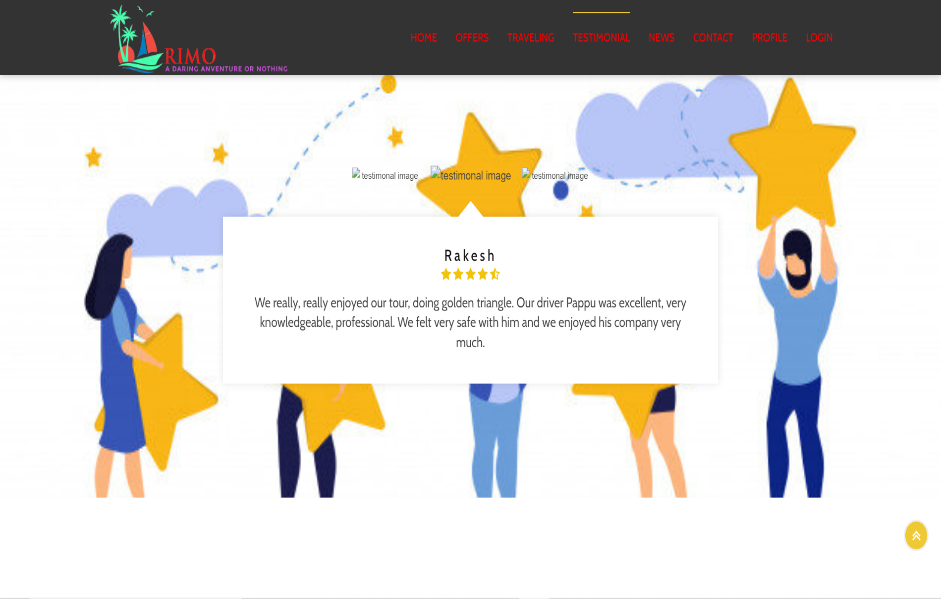 RIMO
A DARING ANVENTURE OR NOTHING
HOME OFFERS TRAVELING TESTIMONIAL NEWS CONTACT PROFILE LOGIN
testimonal image testimonal image testimonal image
Rakesh
We really, really enjoyed our tour, doing golden triangle. Our driver Pappu was excellent, very
knowledgeable, professional. We felt very safe with him and we enjoyed his company very
much.